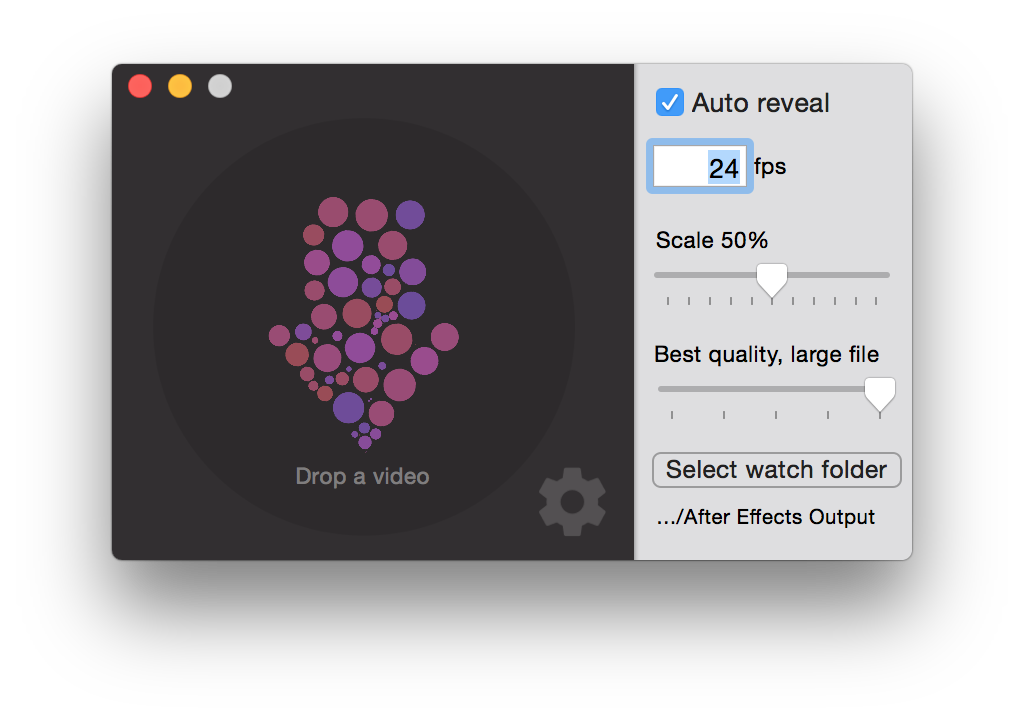 Auto reveal
24 fps
Scale 50%
Best quality, large file
Select watch folder
.../After Effects Output
Drop a video